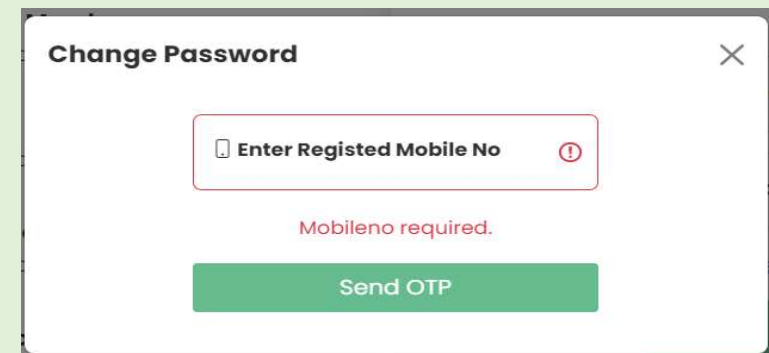 Change Password
Enter Registed Mobile No
Mobileno required.
Send OTP